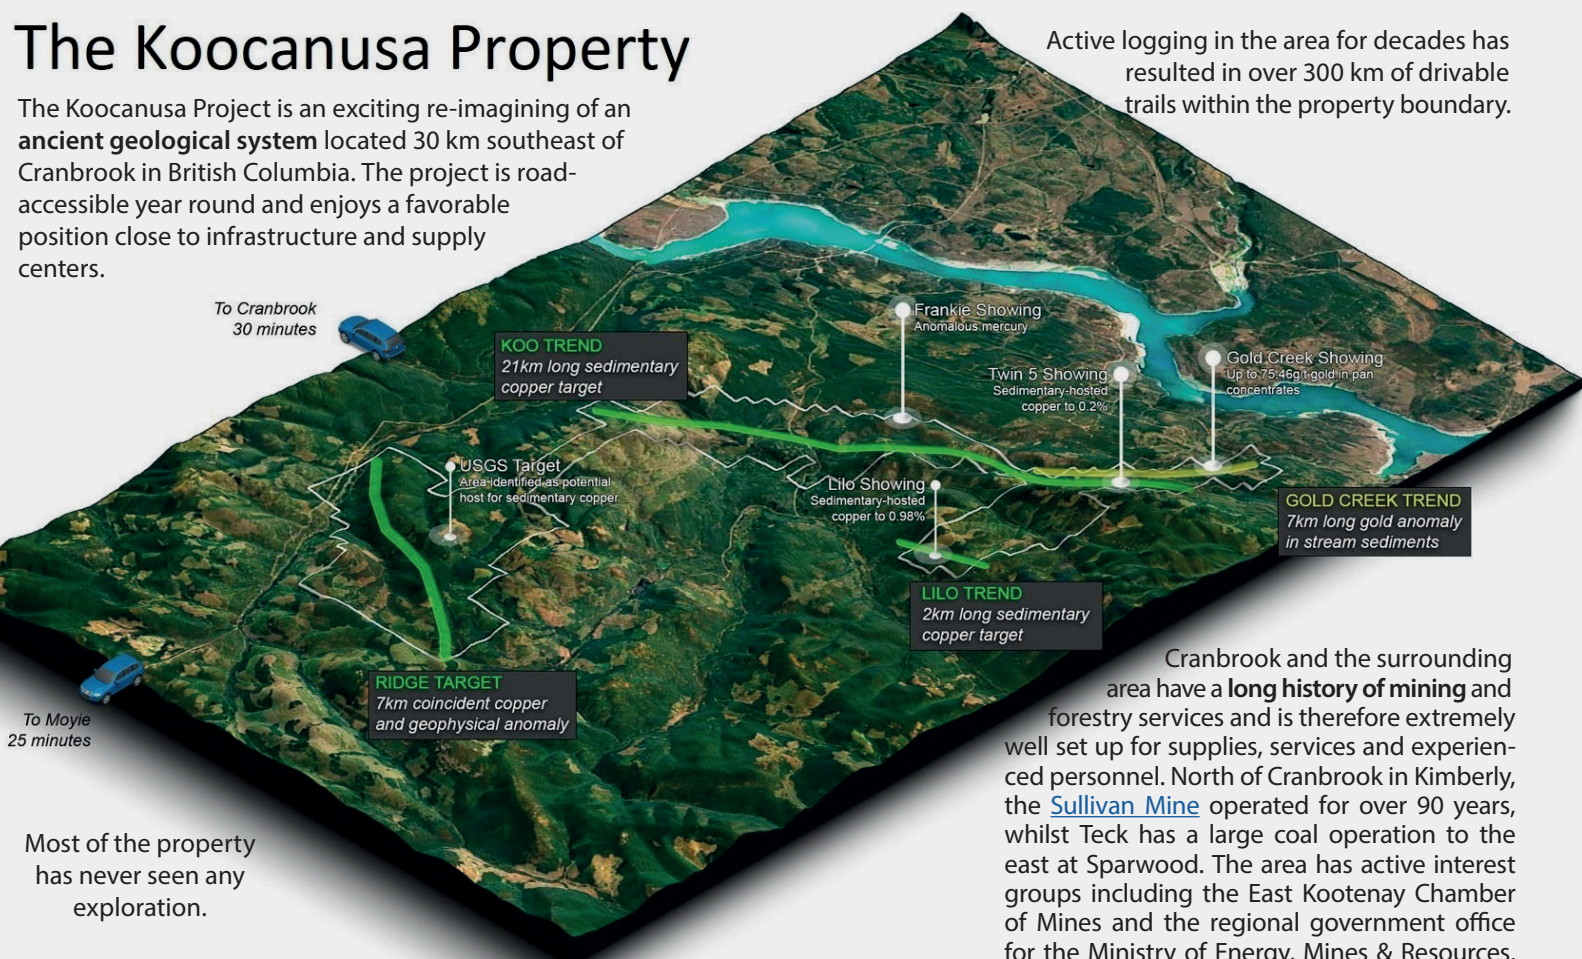 The Koocanusa Property
The Koocanusa Project is an exciting re-imagining of an
ancient geological system located 30 km southeast of
Cranbrook in British Columbia. The project is road-
accessible year round and enjoys a favorable
position close to infrastructure and supply
centers.
Active logging in the area for decades has
resulted in over 300 km of drivable
trails within the property boundary.
To Cranbrook
30 minutes
KOO TREND
21km long sedimentary
copper target
Frankie Showing
Anomalous mercury
Twin 5 Showing
Sedimentary-hosted
copper to 0.2%
Gold Creek Showing
Up to 75.46g/t gold in pan
concentrates
USGS Target
Area identified as potential
host for sedimentary copper
Lilo Showing
Sedimentary-hosted
copper to 0.98%
GOLD CREEK TREND
7km long gold anomaly
in stream sediments
LILO TREND
2km long sedimentary
copper target
RIDGE TARGET
7km coincident copper
and geophysical anomaly
To Moyie
25 minutes
Most of the property
has never seen any
exploration.
Cranbrook and the surrounding
area have a long history of mining and
forestry services and is therefore extremely
well set up for supplies, services and experien-
ced personnel. North of Cranbrook in Kimberly,
the Sullivan Mine operated for over 90 years,
whilst Teck has a large coal operation to the
east at Sparwood. The area has active interest
groups including the East Kootenay Chamber
of Mines and the regional government office
for the Ministry of Energy, Mines & Resources.